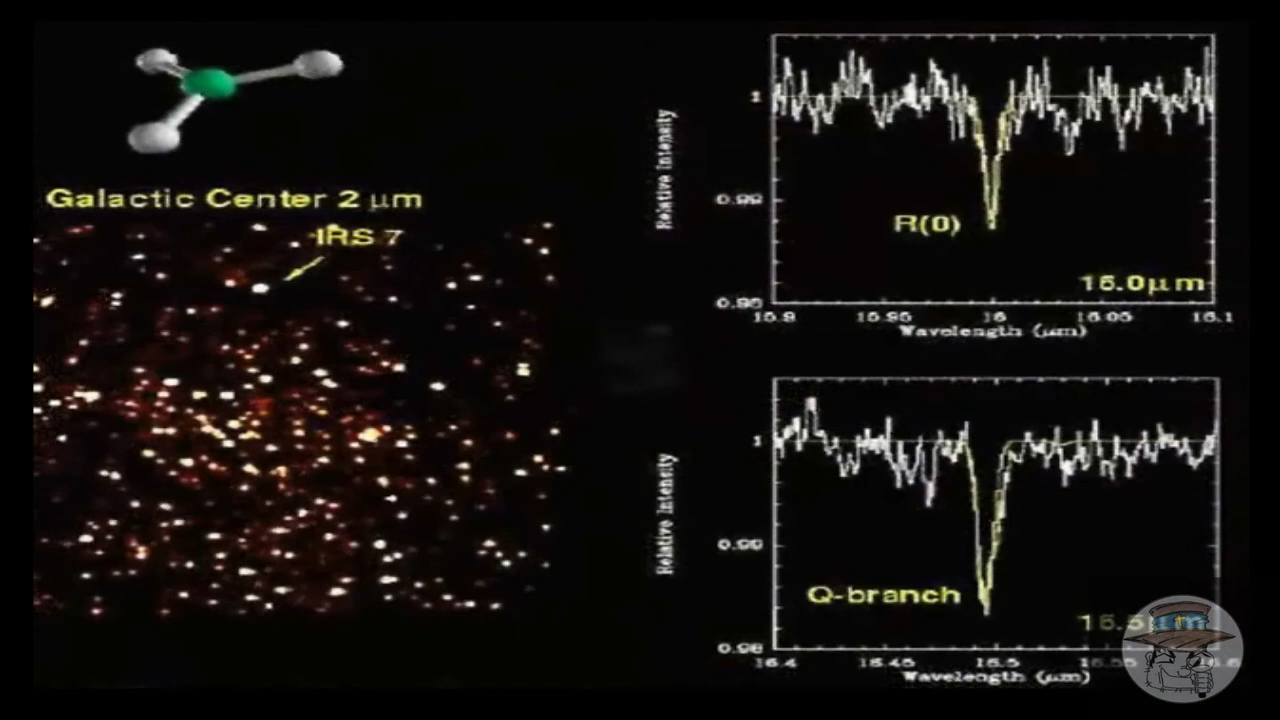 Galactic Center 2 μm
IRS 7
Relative Intensity
1
0.99
0.98
R(0)
16.0μm
15.9 15.95 16 16.05 16.1
Wavelength (μm)
Relative Intensity
1
0.99
0.98
Q-branch
16.4 16.45 16.5
Wavelength (μm)